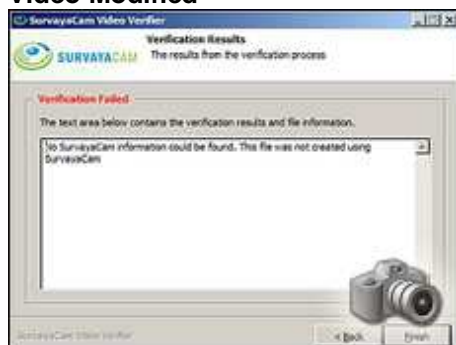 Video Modified
SurvayaCam Video Verifier
Verification Results
SURVAYACAM The results from the verification process
Verification Failed
The text area below contains the verification results and file information.
No SurvayaCam information could be found. This file was not created using
SurvayaCam
SurvayaCam Video Verifier < Back Finish